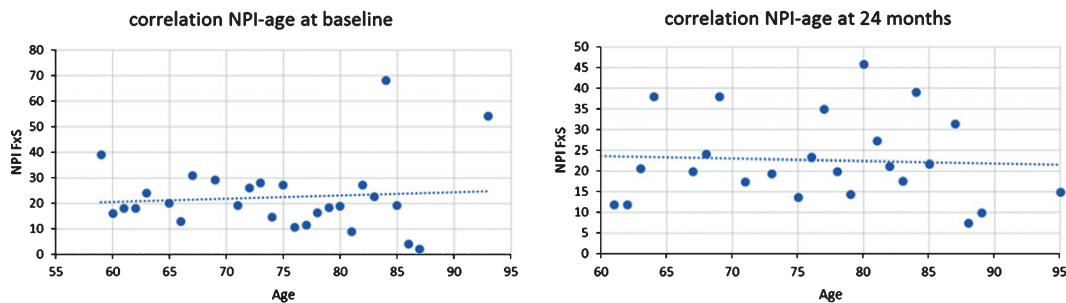 correlation NPI-age at baseline
80
70
60
50
40
30
20
10
0
NPI FxS
55 60 65 70 75 80 85 90 95
Age
correlation NPI-age at 24 months
50
45
40
35
30
25
20
15
10
5
0
NPI FxS
60 65 70 75 80 85 90 95
Age